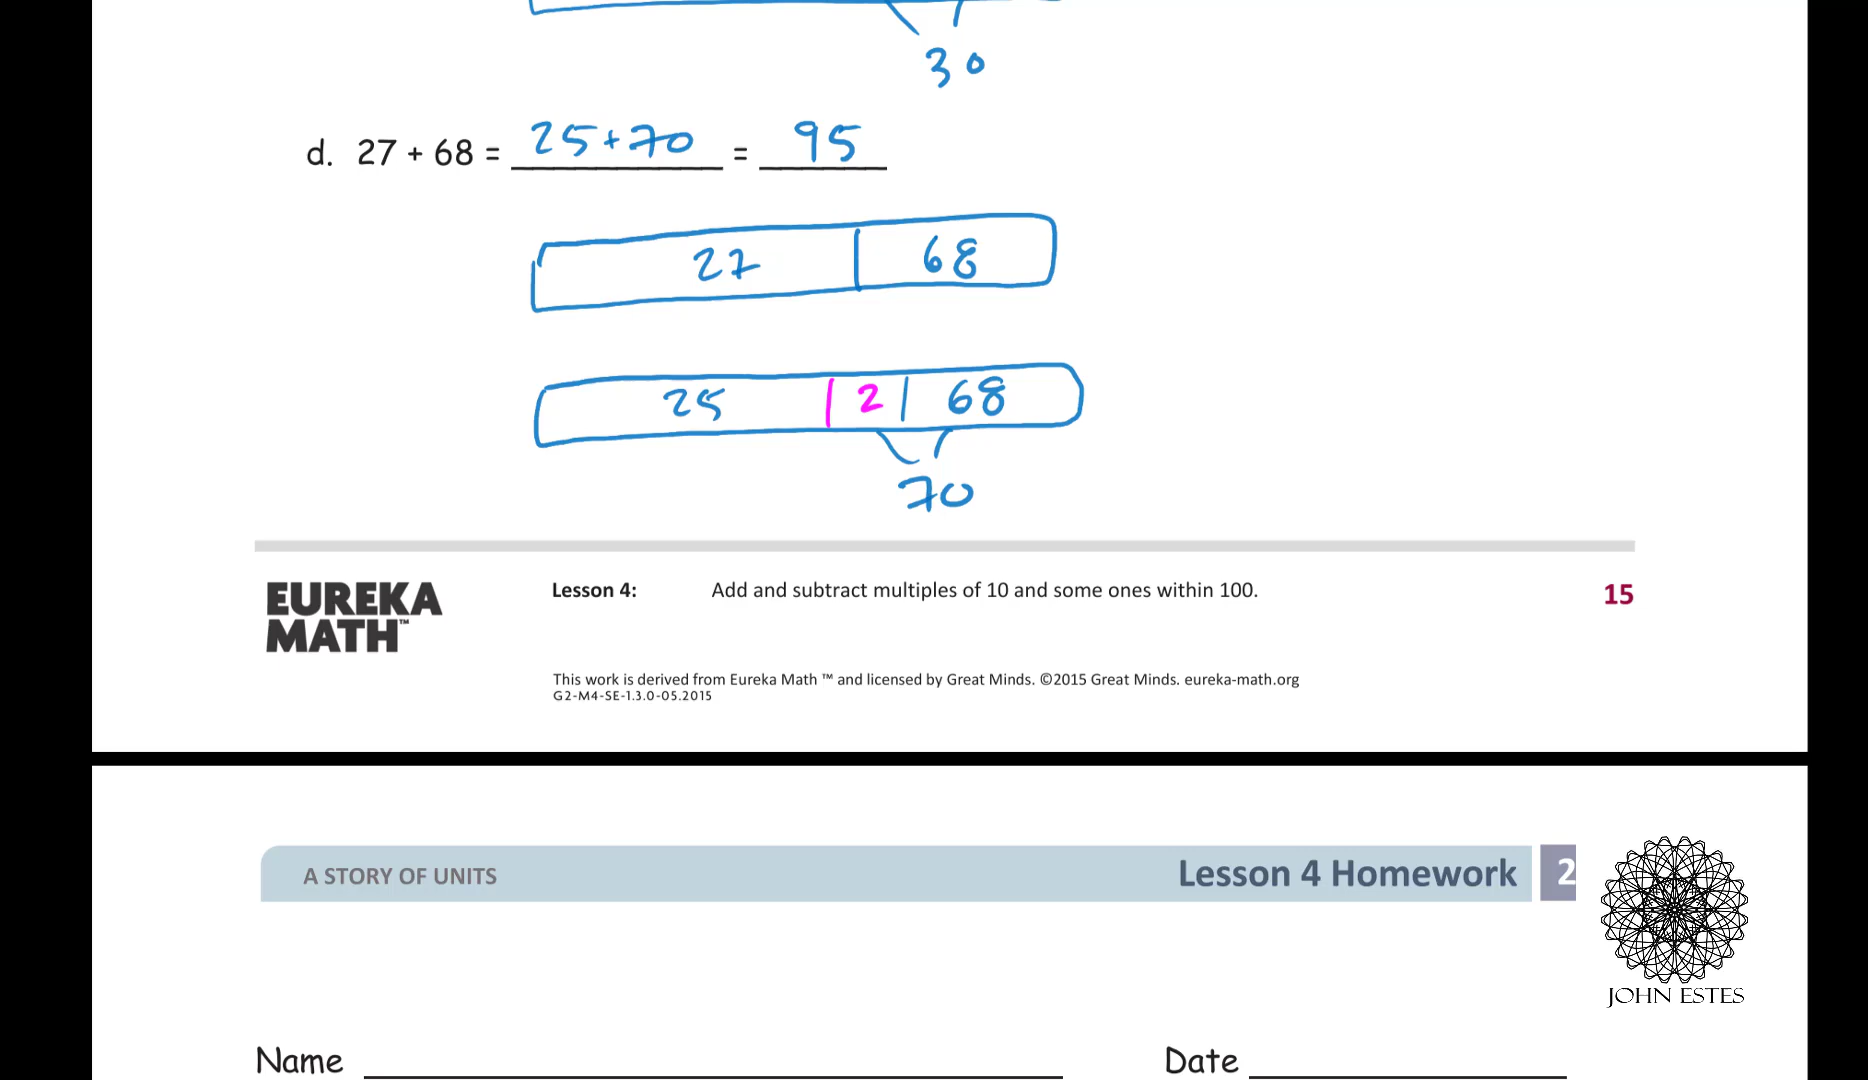 30
d. 27 + 68 = 25+70 = 95
27 68
25 2 68
70
EUREKA
MATH™
Lesson 4: Add and subtract multiples of 10 and some ones within 100.
15
This work is derived from Eureka Math ™ and licensed by Great Minds. ©2015 Great Minds. eureka-math.org
G2-M4-SE-1.3.0-05.2015
A STORY OF UNITS
Lesson 4 Homework 2
JOHN ESTES
Name Date